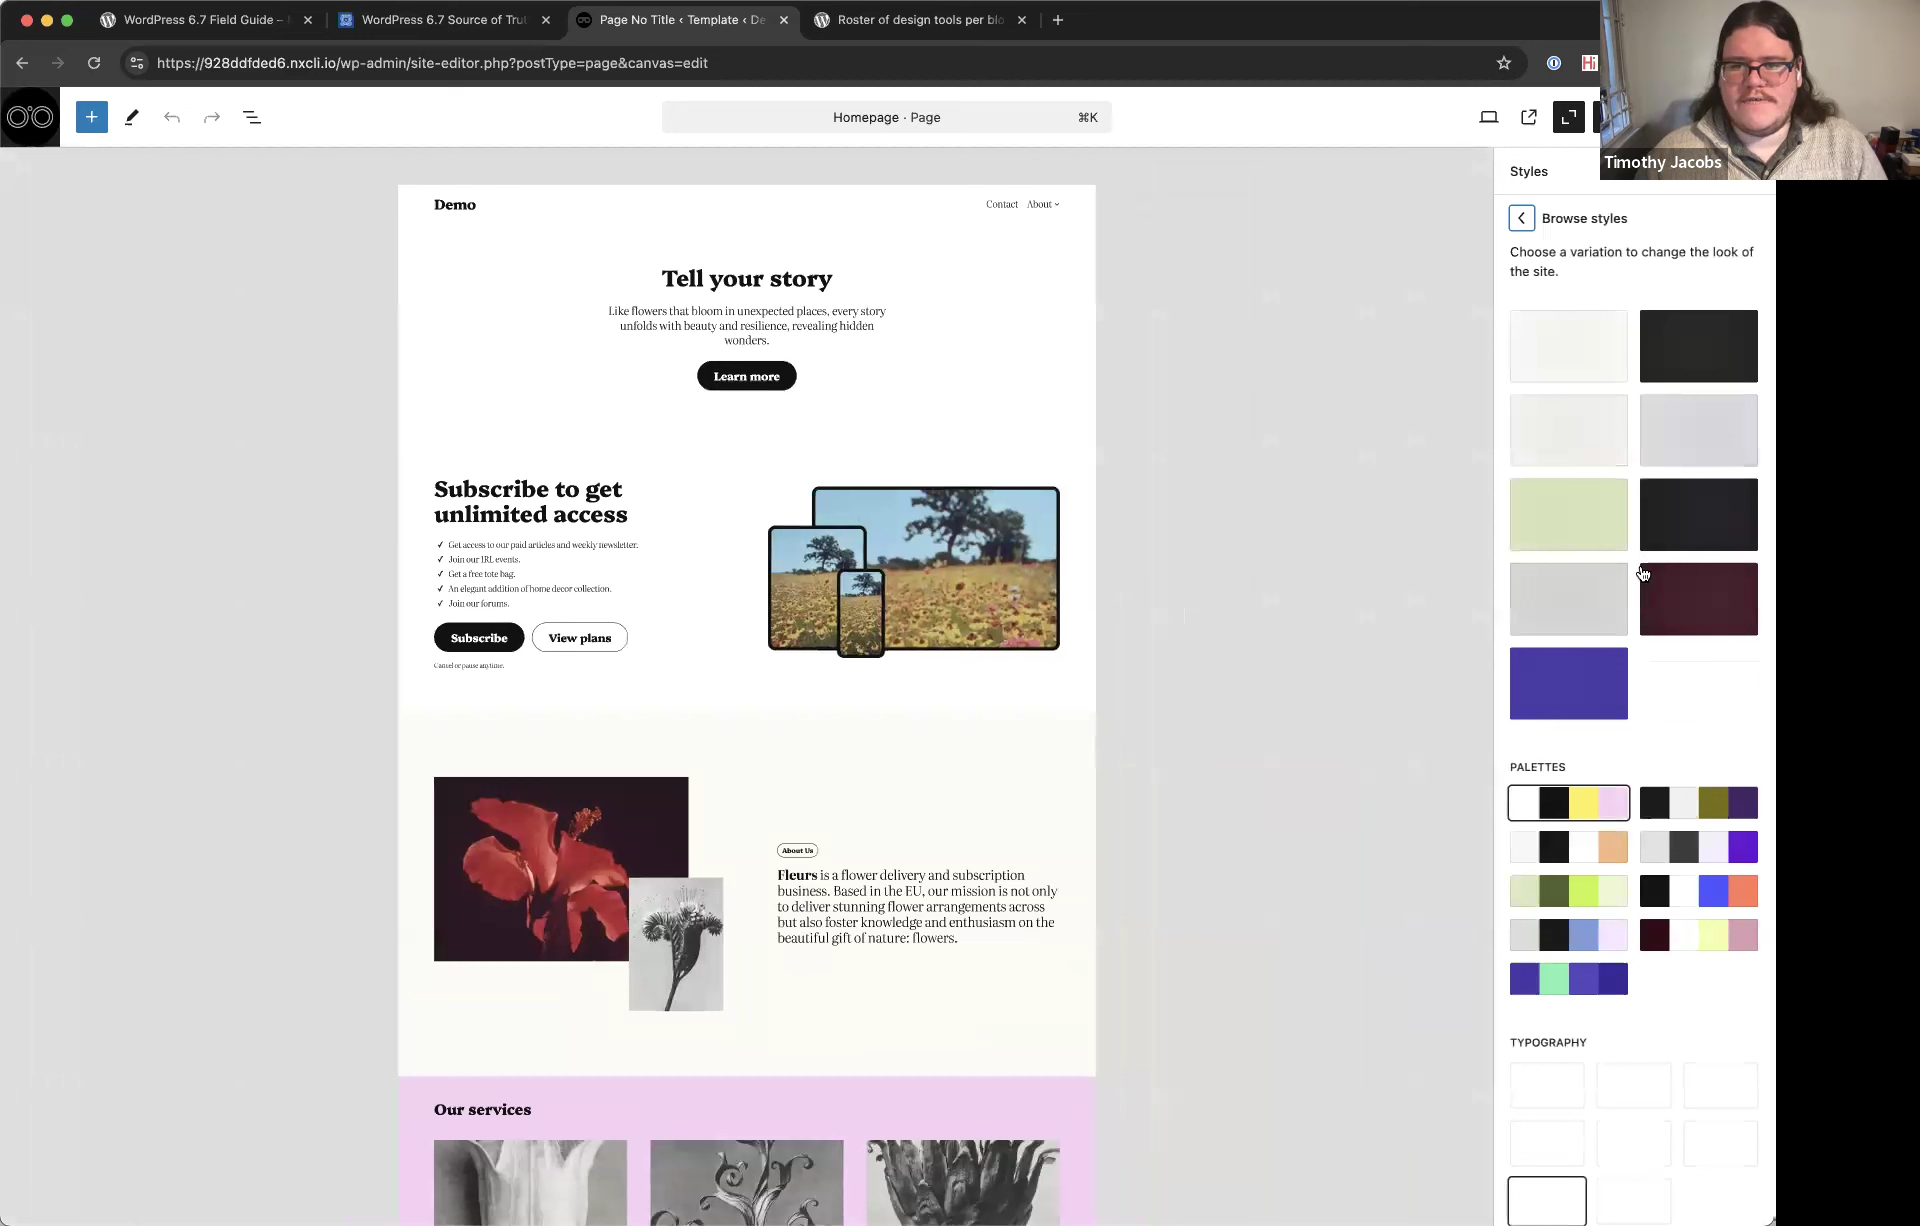 WordPress 6.7 Field Guide –
WordPress 6.7 Source of Tru
Page No Title ‹ Template ‹ De
Roster of design tools per blo
https://928ddfded6.nxcli.io/wp-admin/site-editor.php?postType=page&canvas=edit
Hi
Homepage · Page
⌘K
Timothy Jacobs
Styles
Browse styles
Choose a variation to change the look of
the site.
PALETTES
TYPOGRAPHY
Demo
Contact
About
Tell your story
Like flowers that bloom in unexpected places, every story
unfolds with beauty and resilience, revealing hidden
wonders.
Learn more
Subscribe to get
unlimited access
✓ Get access to our paid articles and weekly newsletter.
✓ Join our IRL events.
✓ Get a free tote bag.
✓ An elegant addition of home decor collection.
✓ Join our forums.
Subscribe
View plans
Cancel or pause anytime.
About Us
Fleurs is a flower delivery and subscription
business. Based in the EU, our mission is not only
to deliver stunning flower arrangements across
but also foster knowledge and enthusiasm on the
beautiful gift of nature: flowers.
Our services